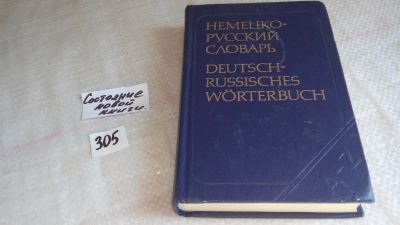 НЕМЕЦКО-
РУССКИЙ
СЛОВАРЬ
DEUTSCH-
RUSSISCHES
WÖRTERBUCH
Состояние
новой
книги.
305